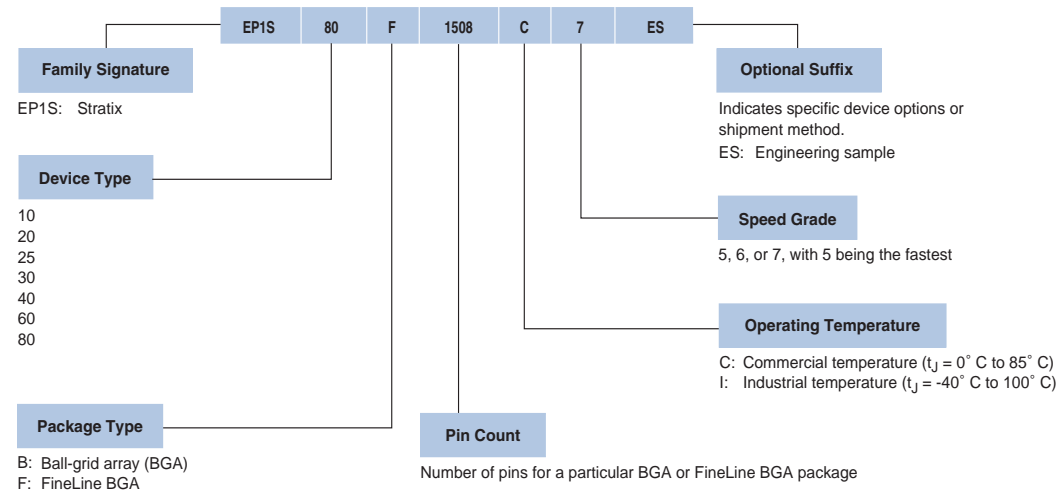 EP1S 80 F 1508 C 7 ES
Family Signature
EP1S: Stratix
Device Type
10
20
25
30
40
60
80
Package Type
B: Ball-grid array (BGA)
F: FineLine BGA
Pin Count
Number of pins for a particular BGA or FineLine BGA package
Optional Suffix
Indicates specific device options or
shipment method.
ES: Engineering sample
Speed Grade
5, 6, or 7, with 5 being the fastest
Operating Temperature
C: Commercial temperature (tJ = 0˚ C to 85˚ C)
I: Industrial temperature (tJ = -40˚ C to 100˚ C)